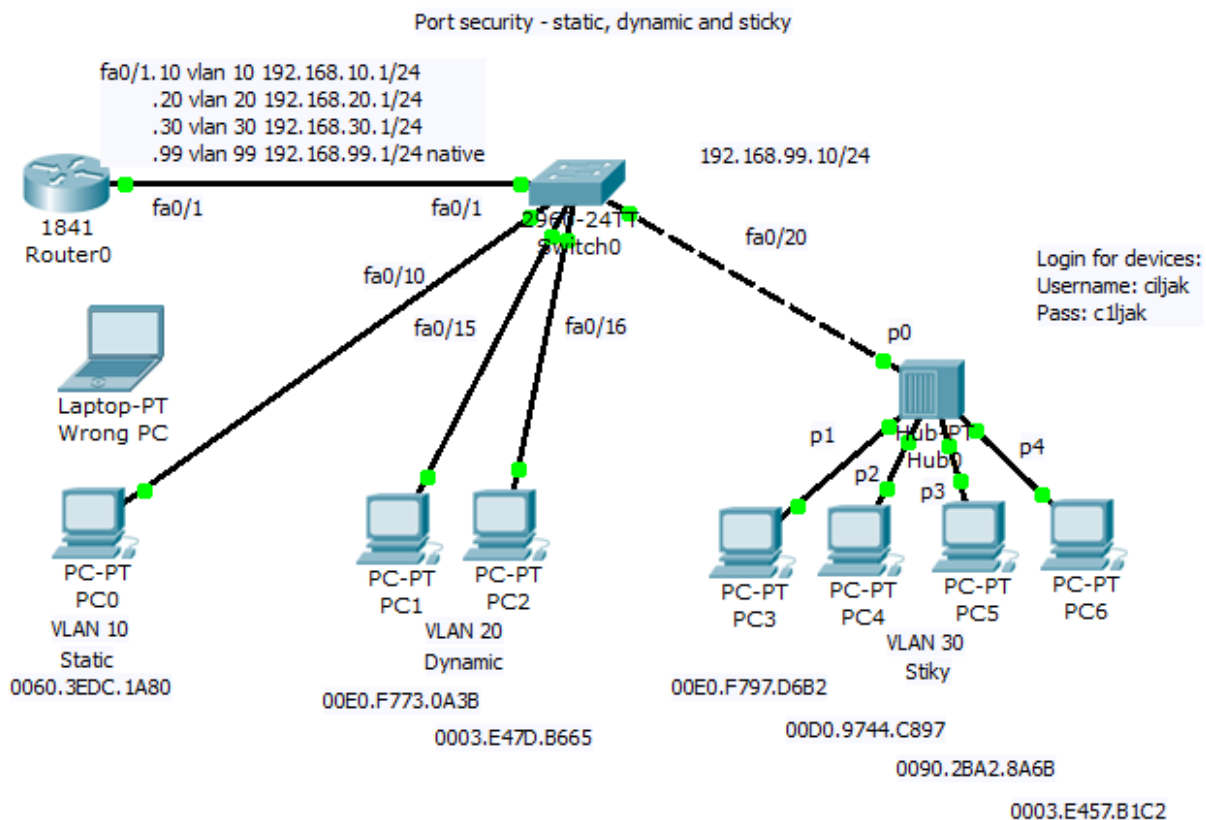 Port security - static, dynamic and sticky
fa0/1.10 vlan 10 192.168.10.1/24
.20 vlan 20 192.168.20.1/24
.30 vlan 30 192.168.30.1/24
.99 vlan 99 192.168.99.1/24 native
192.168.99.10/24
fa0/1
fa0/1
1841
Router0
2960-24TT
Switch0
fa0/20
Login for devices:
Username: ciljak
Pass: c1ljak
fa0/10
fa0/15
fa0/16
p0
Laptop-PT
Wrong PC
Hub-PT
Hub0
p1
p2
p3
p4
PC-PT
PC0
PC-PT
PC1
PC-PT
PC2
PC-PT
PC3
PC-PT
PC4
PC-PT
PC5
PC-PT
PC6
VLAN 10
Static
0060.3EDC.1A80
VLAN 20
Dynamic
00E0.F773.0A3B
0003.E47D.B665
VLAN 30
Stiky
00E0.F797.D6B2
00D0.9744.C897
0090.2BA2.8A6B
0003.E457.B1C2